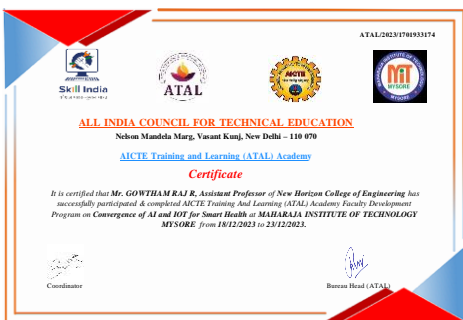 ATAL/2023/1701933174
Skill India
ATAL
AICTE
MAHARAJA INSTITUTE OF TECHNOLOGY
MIT
MYSORE
MYSORE
ALL INDIA COUNCIL FOR TECHNICAL EDUCATION
Nelson Mandela Marg, Vasant Kunj, New Delhi – 110 070
AICTE Training and Learning (ATAL) Academy
Certificate
It is certified that Mr. GOWTHAM RAJ R, Assistant Professor of New Horizon College of Engineering has
successfully participated & completed AICTE Training And Learning (ATAL) Academy Faculty Development
Program on Convergence of AI and IOT for Smart Health at MAHARAJA INSTITUTE OF TECHNOLOGY
MYSORE from 18/12/2023 to 23/12/2023.
Coordinator
Bureau Head (ATAL)